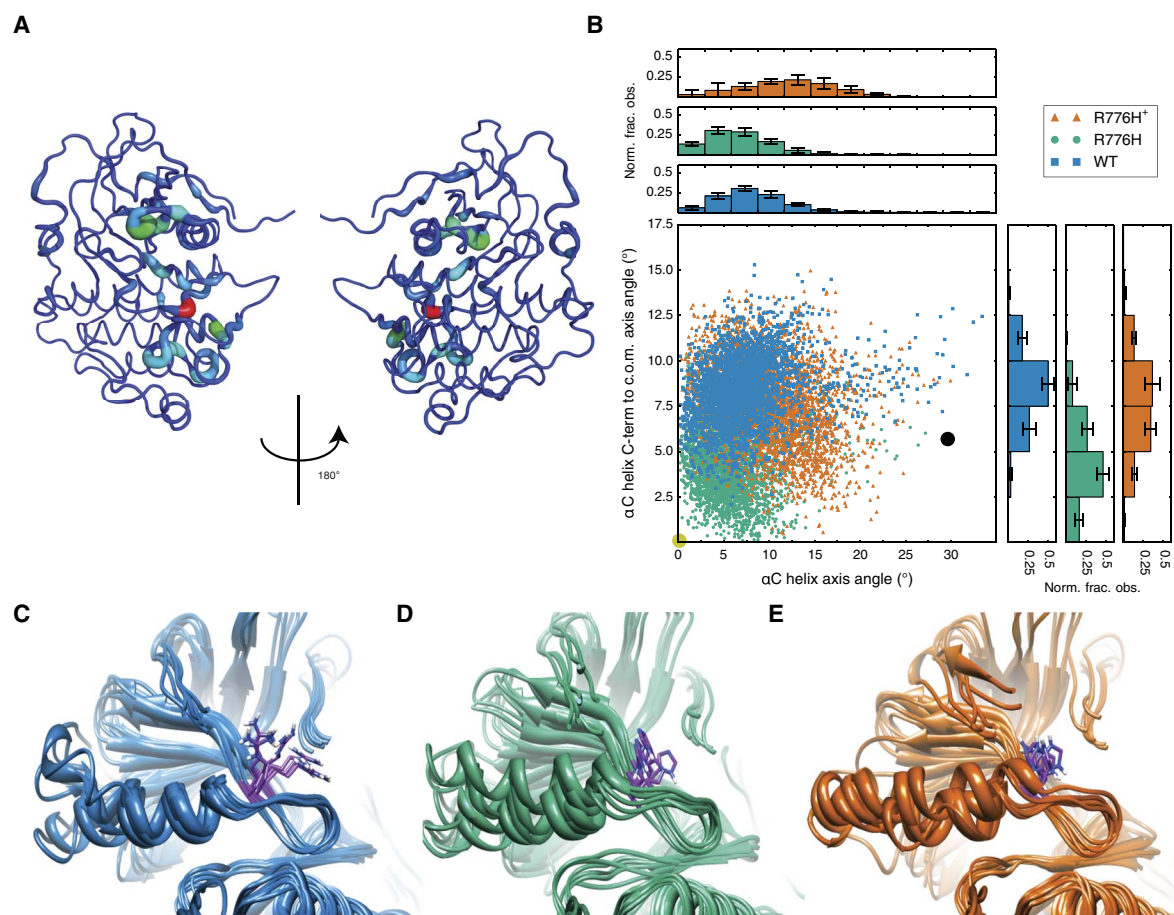 A
B
180°
Norm. frac. obs.
0.5
0.25
0.5
0.25
0.5
0.25
R776H⁺
R776H
WT
αC helix C-term to c.o.m. axis angle (°)
17.5
15.0
12.5
10.0
7.5
5.0
2.5
0
5
10
15
20
25
30
αC helix axis angle (°)
0.25
0.5
0.25
0.5
0.25
0.5
Norm. frac. obs.
C
D
E